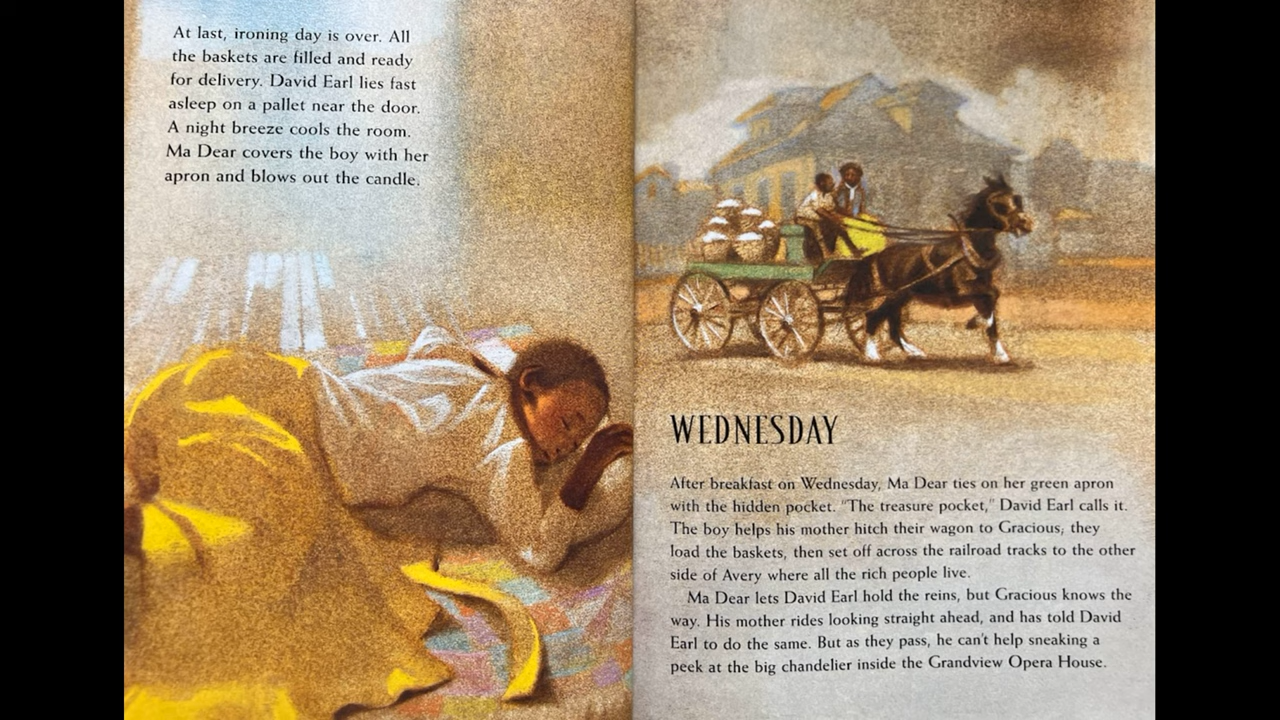 At last, ironing day is over. All
the baskets are filled and ready
for delivery. David Earl lies fast
asleep on a pallet near the door.
A night breeze cools the room.
Ma Dear covers the boy with her
apron and blows out the candle.
WEDNESDAY
After breakfast on Wednesday, Ma Dear ties on her green apron
with the hidden pocket. "The treasure pocket," David Earl calls it.
The boy helps his mother hitch their wagon to Gracious; they
load the baskets, then set off across the railroad tracks to the other
side of Avery where all the rich people live.
Ma Dear lets David Earl hold the reins, but Gracious knows the
way. His mother rides looking straight ahead, and has told David
Earl to do the same. But as they pass, he can't help sneaking a
peek at the big chandelier inside the Grandview Opera House.